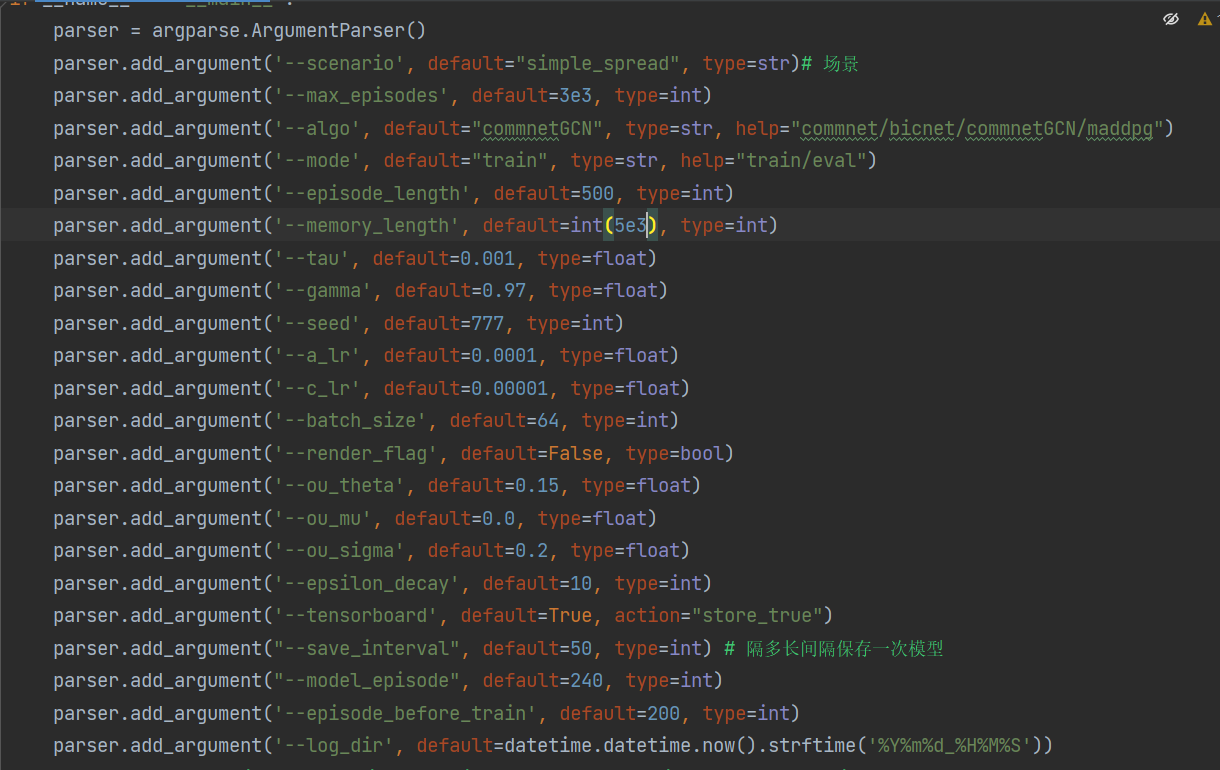 parser = argparse.ArgumentParser()
parser.add_argument('--scenario', default="simple_spread", type=str)# 场景
parser.add_argument('--max_episodes', default=3e3, type=int)
parser.add_argument('--algo', default="commnetGCN", type=str, help="commnet/bicnet/commnetGCN/maddpg")
parser.add_argument('--mode', default="train", type=str, help="train/eval")
parser.add_argument('--episode_length', default=500, type=int)
parser.add_argument('--memory_length', default=int(5e3), type=int)
parser.add_argument('--tau', default=0.001, type=float)
parser.add_argument('--gamma', default=0.97, type=float)
parser.add_argument('--seed', default=777, type=int)
parser.add_argument('--a_lr', default=0.0001, type=float)
parser.add_argument('--c_lr', default=0.00001, type=float)
parser.add_argument('--batch_size', default=64, type=int)
parser.add_argument('--render_flag', default=False, type=bool)
parser.add_argument('--ou_theta', default=0.15, type=float)
parser.add_argument('--ou_mu', default=0.0, type=float)
parser.add_argument('--ou_sigma', default=0.2, type=float)
parser.add_argument('--epsilon_decay', default=10, type=int)
parser.add_argument('--tensorboard', default=True, action="store_true")
parser.add_argument("--save_interval", default=50, type=int) # 隔多长间隔保存一次模型
parser.add_argument("--model_episode", default=240, type=int)
parser.add_argument('--episode_before_train', default=200, type=int)
parser.add_argument('--log_dir', default=datetime.datetime.now().strftime('%Y%m%d_%H%M%S'))